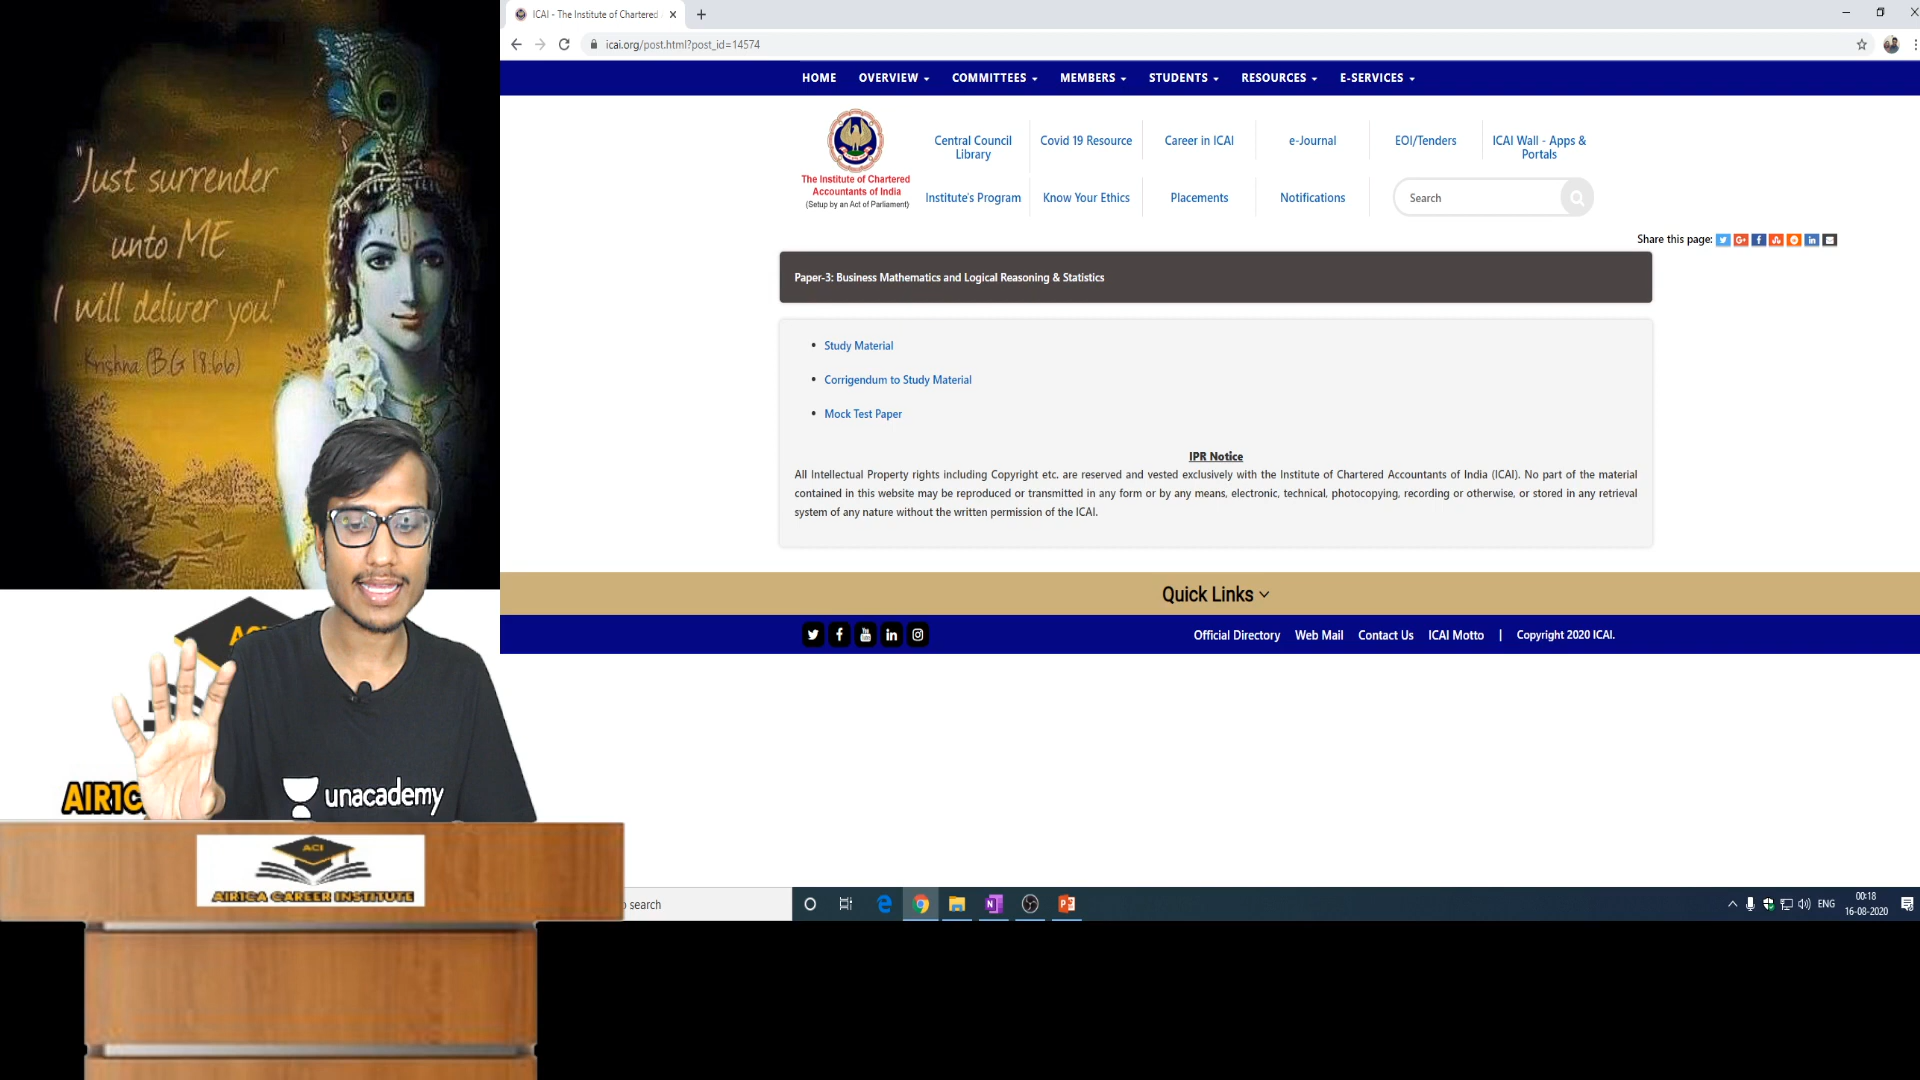 "Just surrender
unto ME
I will deliver you!"
- Krishna (B.G 18:66)
ICAI - The Institute of Chartered
icai.org/post.html?post_id=14574
HOME OVERVIEW COMMITTEES MEMBERS STUDENTS RESOURCES E-SERVICES
The Institute of Chartered
Accountants of India
(Setup by an Act of Parliament)
Central Council
Library
Covid 19 Resource
Career in ICAI
e-Journal
EOI/Tenders
ICAI Wall - Apps &
Portals
Institute's Program
Know Your Ethics
Placements
Notifications
Search
Share this page:
Paper-3: Business Mathematics and Logical Reasoning & Statistics
• Study Material
• Corrigendum to Study Material
• Mock Test Paper
IPR Notice
All Intellectual Property rights including Copyright etc. are reserved and vested exclusively with the Institute of Chartered Accountants of India (ICAI). No part of the material
contained in this website may be reproduced or transmitted in any form or by any means, electronic, technical, photocopying, recording or otherwise, or stored in any retrieval
system of any nature without the written permission of the ICAI.
Quick Links
Official Directory Web Mail Contact Us ICAI Motto | Copyright 2020 ICAI.
AIR1C
unacademy
ACI
AIR1CA CAREER INSTITUTE
search
ENG
00:18
16-08-2020